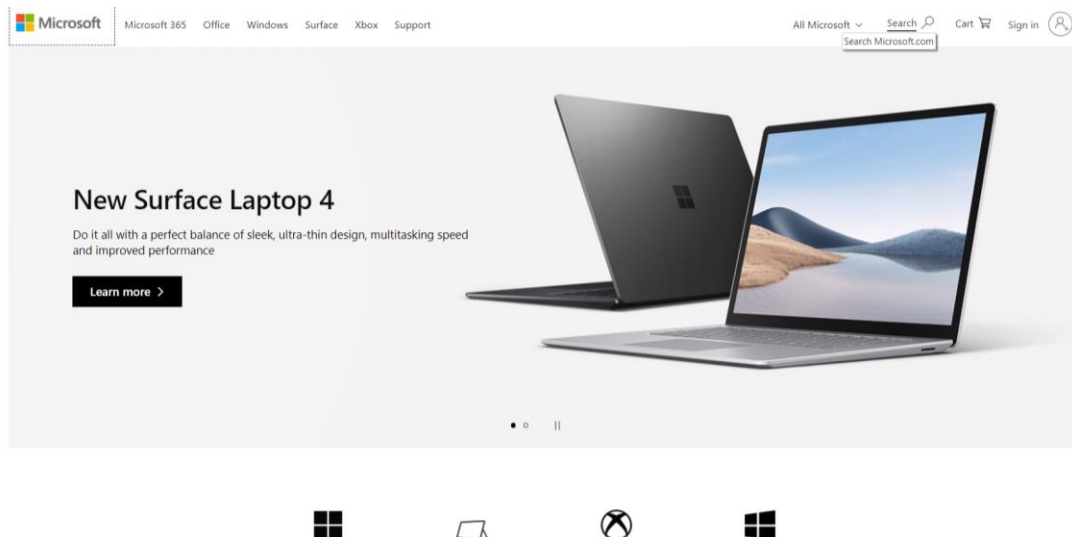 Microsoft
Microsoft 365 Office Windows Surface Xbox Support
All Microsoft Search Cart Sign in
Search Microsoft.com
New Surface Laptop 4
Do it all with a perfect balance of sleek, ultra-thin design, multitasking speed
and improved performance
Learn more